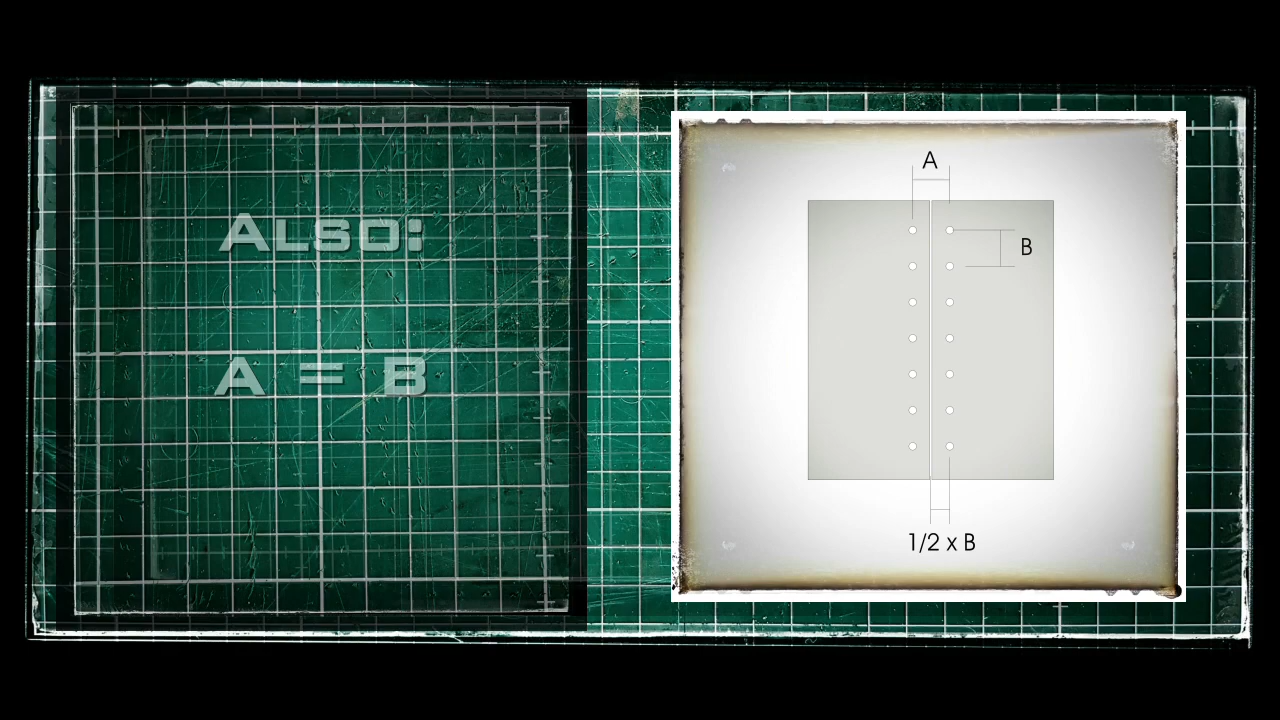 Also:
A = B
A
B
1/2 x B